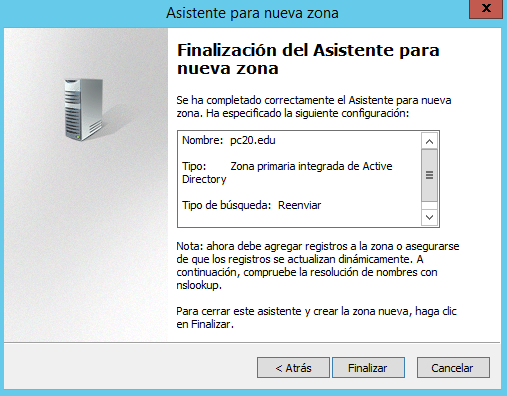 Asistente para nueva zona
x
Finalización del Asistente para
nueva zona
Se ha completado correctamente el Asistente para nueva
zona. Ha especificado la siguiente configuración:
Nombre: pc20.edu
Tipo: Zona primaria integrada de Active
Directory
Tipo de búsqueda: Reenviar
Nota: ahora debe agregar registros a la zona o asegurarse
de que los registros se actualizan dinámicamente. A
continuación, compruebe la resolución de nombres con
nslookup.
Para cerrar este asistente y crear la zona nueva, haga clic
en Finalizar.
< Atrás Finalizar Cancelar